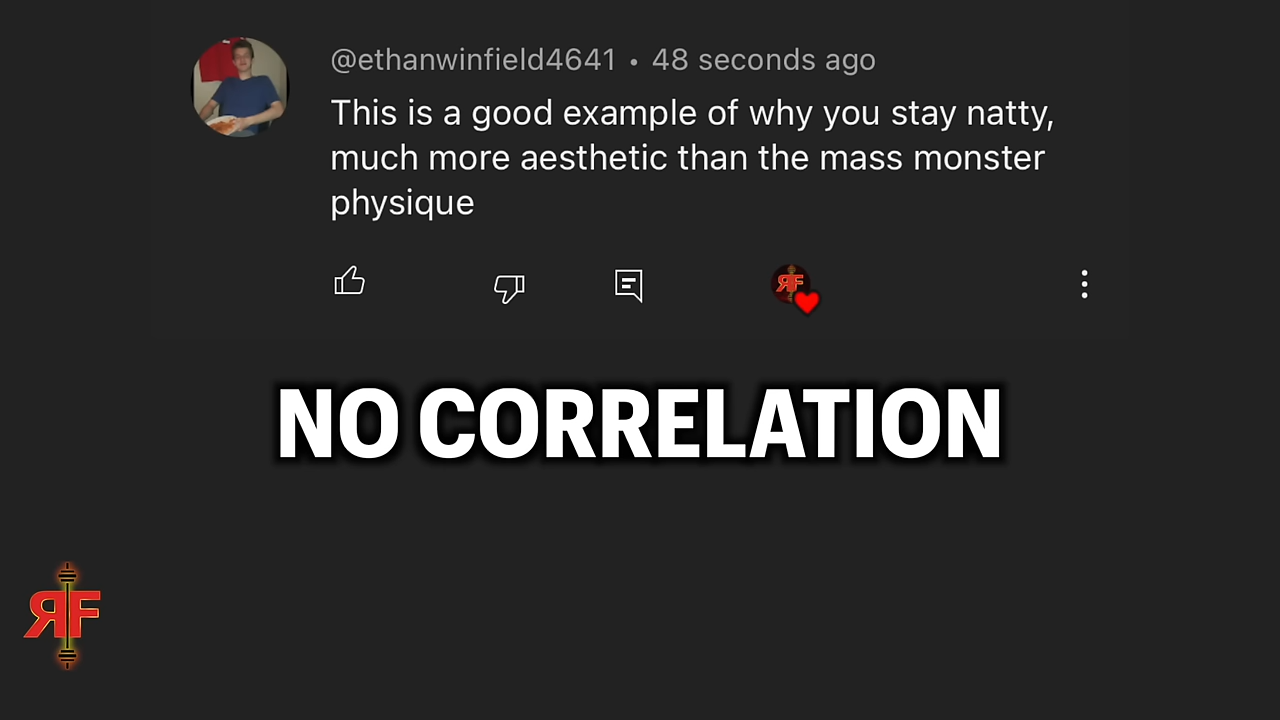 @ethanwinfield4641 • 48 seconds ago
This is a good example of why you stay natty,
much more aesthetic than the mass monster
physique
RF
NO CORRELATION
RF